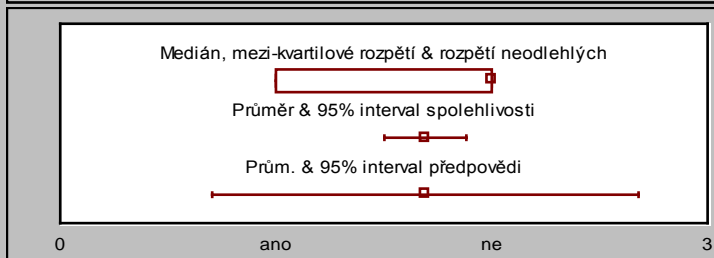 Medián, mezi-kvartilové rozpětí & rozpětí neodlehlých
Průměr & 95% interval spolehlivosti
Prům. & 95% interval předpovědi
0 ano ne 3